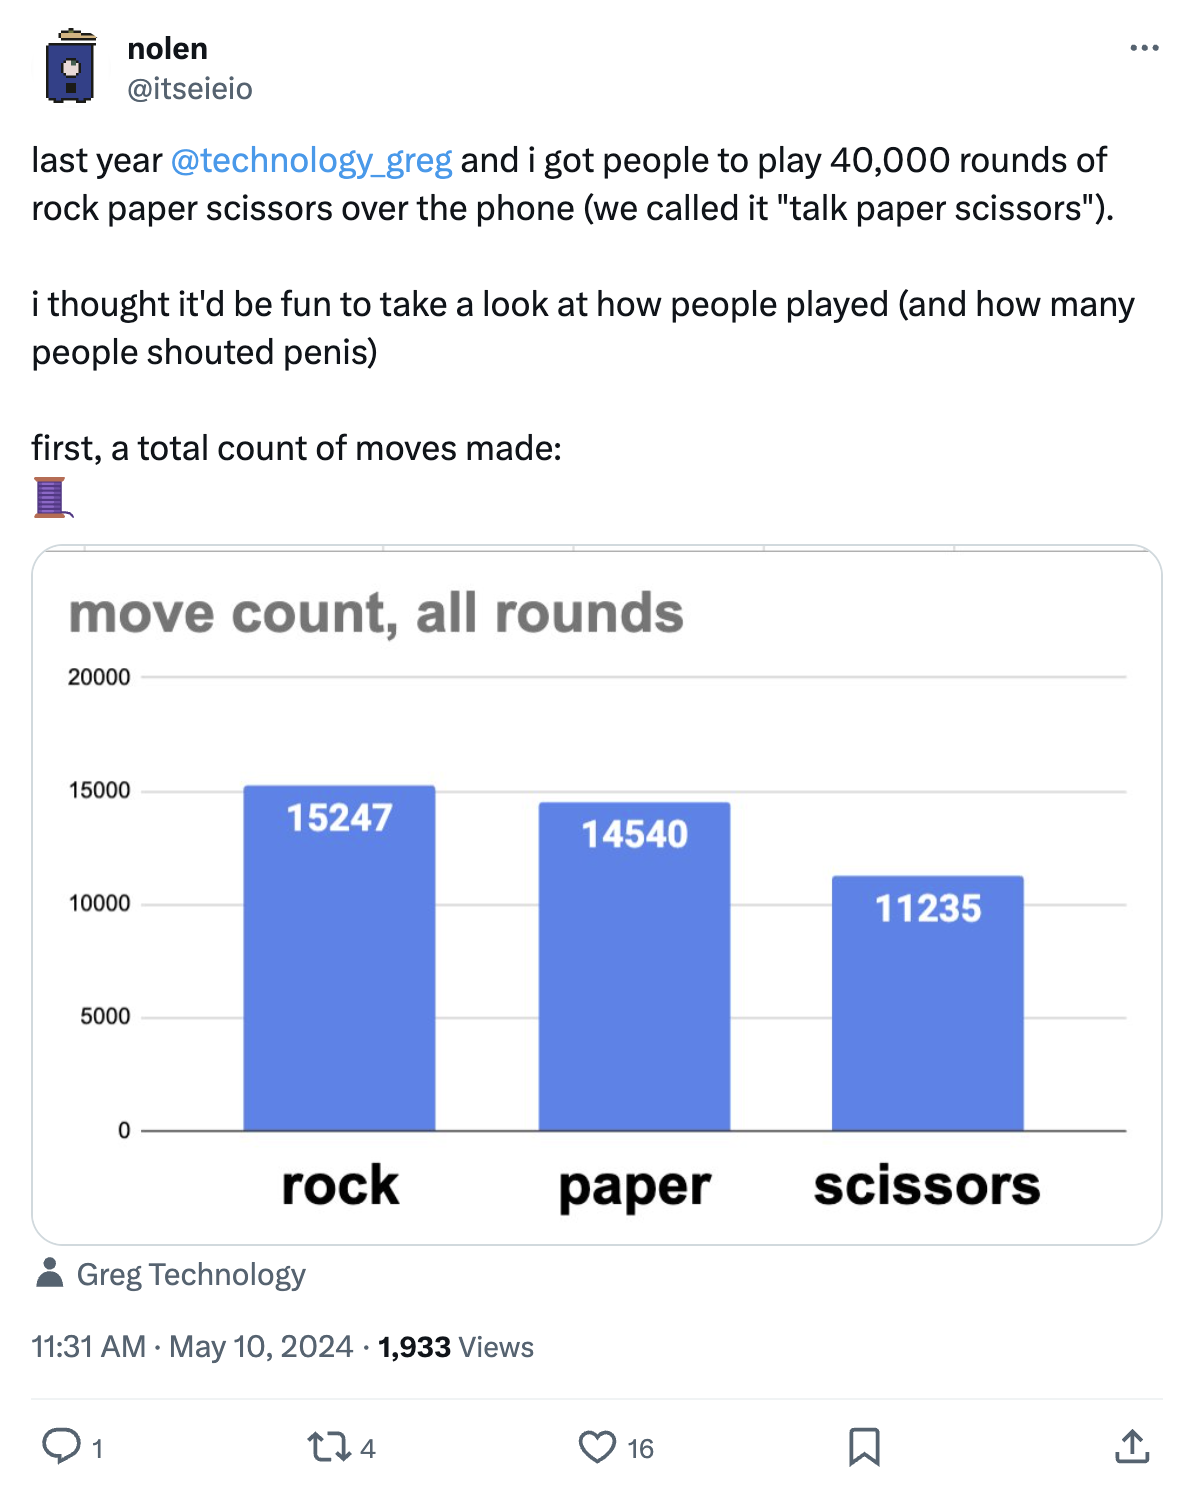 nolen
@itseieio
last year @technology_greg and i got people to play 40,000 rounds of
rock paper scissors over the phone (we called it "talk paper scissors").
i thought it'd be fun to take a look at how people played (and how many
people shouted penis)
first, a total count of moves made:
move count, all rounds
20000
15000
10000
5000
0
15247
14540
11235
rock
paper
scissors
Greg Technology
11:31 AM · May 10, 2024 · 1,933 Views
1
4
16